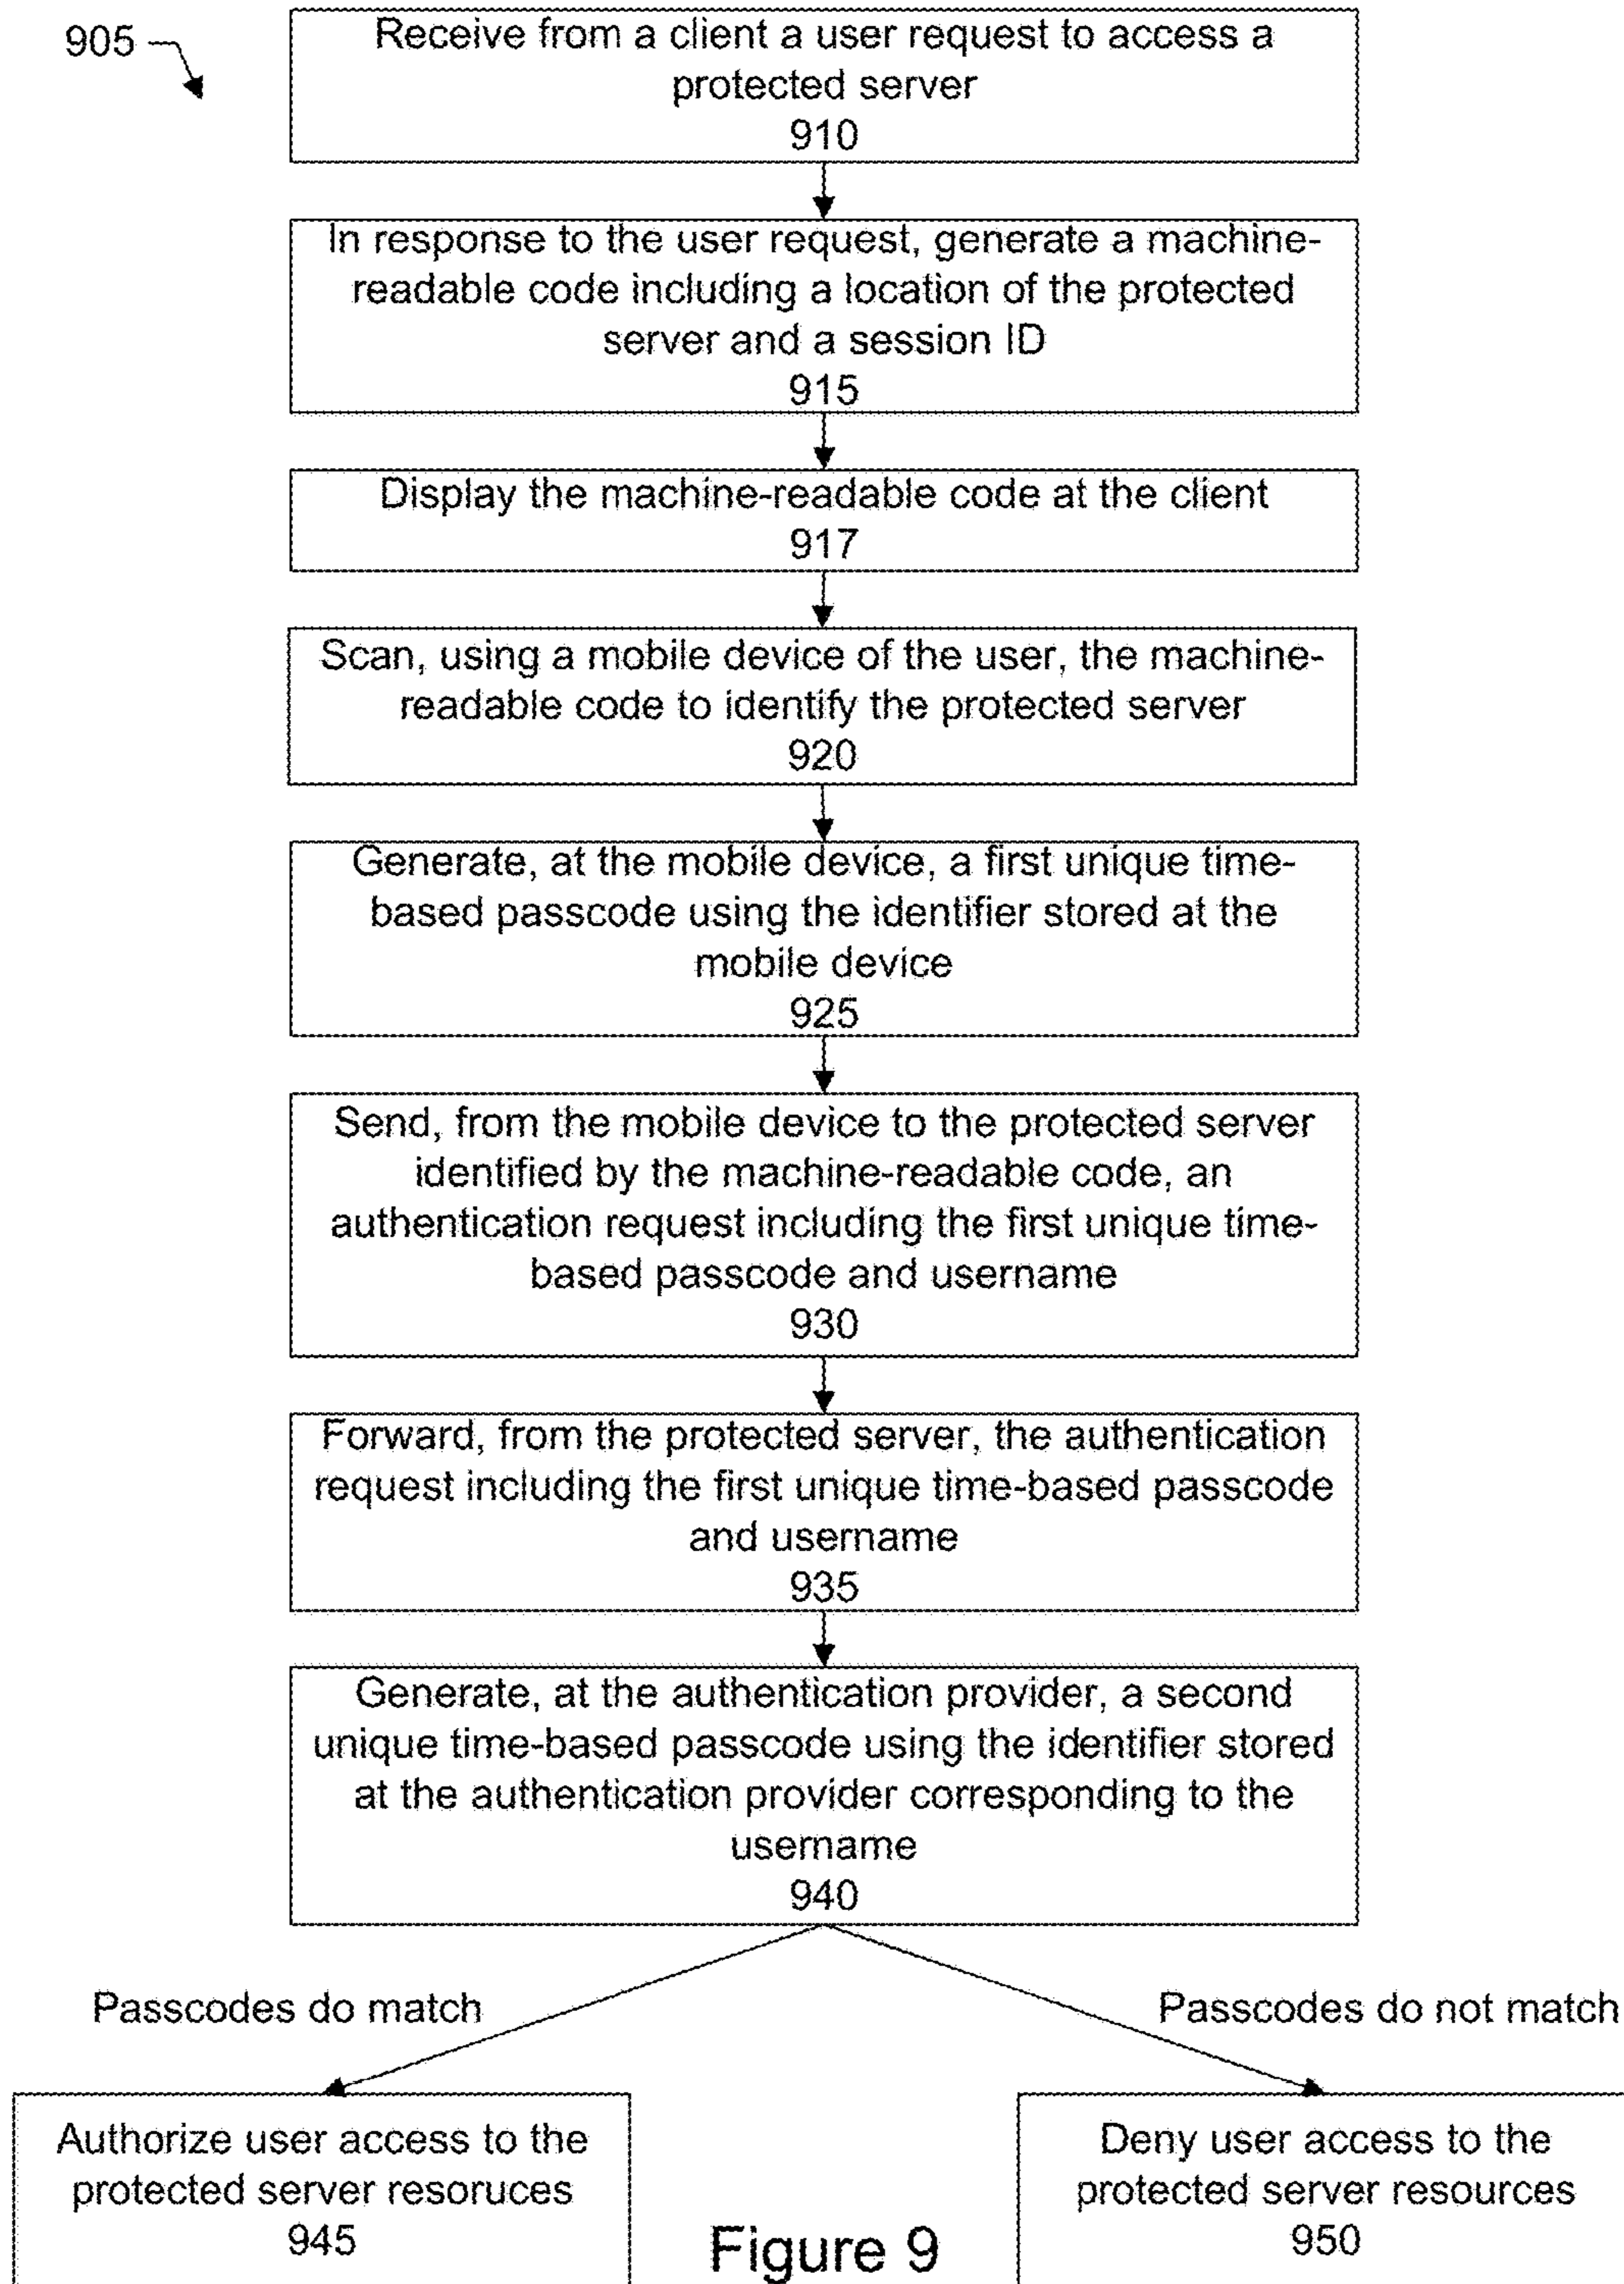 905
Receive from a client a user request to access a
protected server
910
In response to the user request, generate a machine-
readable code including a location of the protected
server and a session ID
915
Display the machine-readable code at the client
917
Scan, using a mobile device of the user, the machine-
readable code to identify the protected server
920
Generate, at the mobile device, a first unique time-
based passcode using the identifier stored at the
mobile device
925
Send, from the mobile device to the protected server
identified by the machine-readable code, an
authentication request including the first unique time-
based passcode and username
930
Forward, from the protected server, the authentication
request including the first unique time-based passcode
and username
935
Generate, at the authentication provider, a second
unique time-based passcode using the identifier stored
at the authentication provider corresponding to the
username
940
Passcodes do match
Passcodes do not match
Authorize user access to the
protected server resoruces
945
Deny user access to the
protected server resources
950
Figure 9